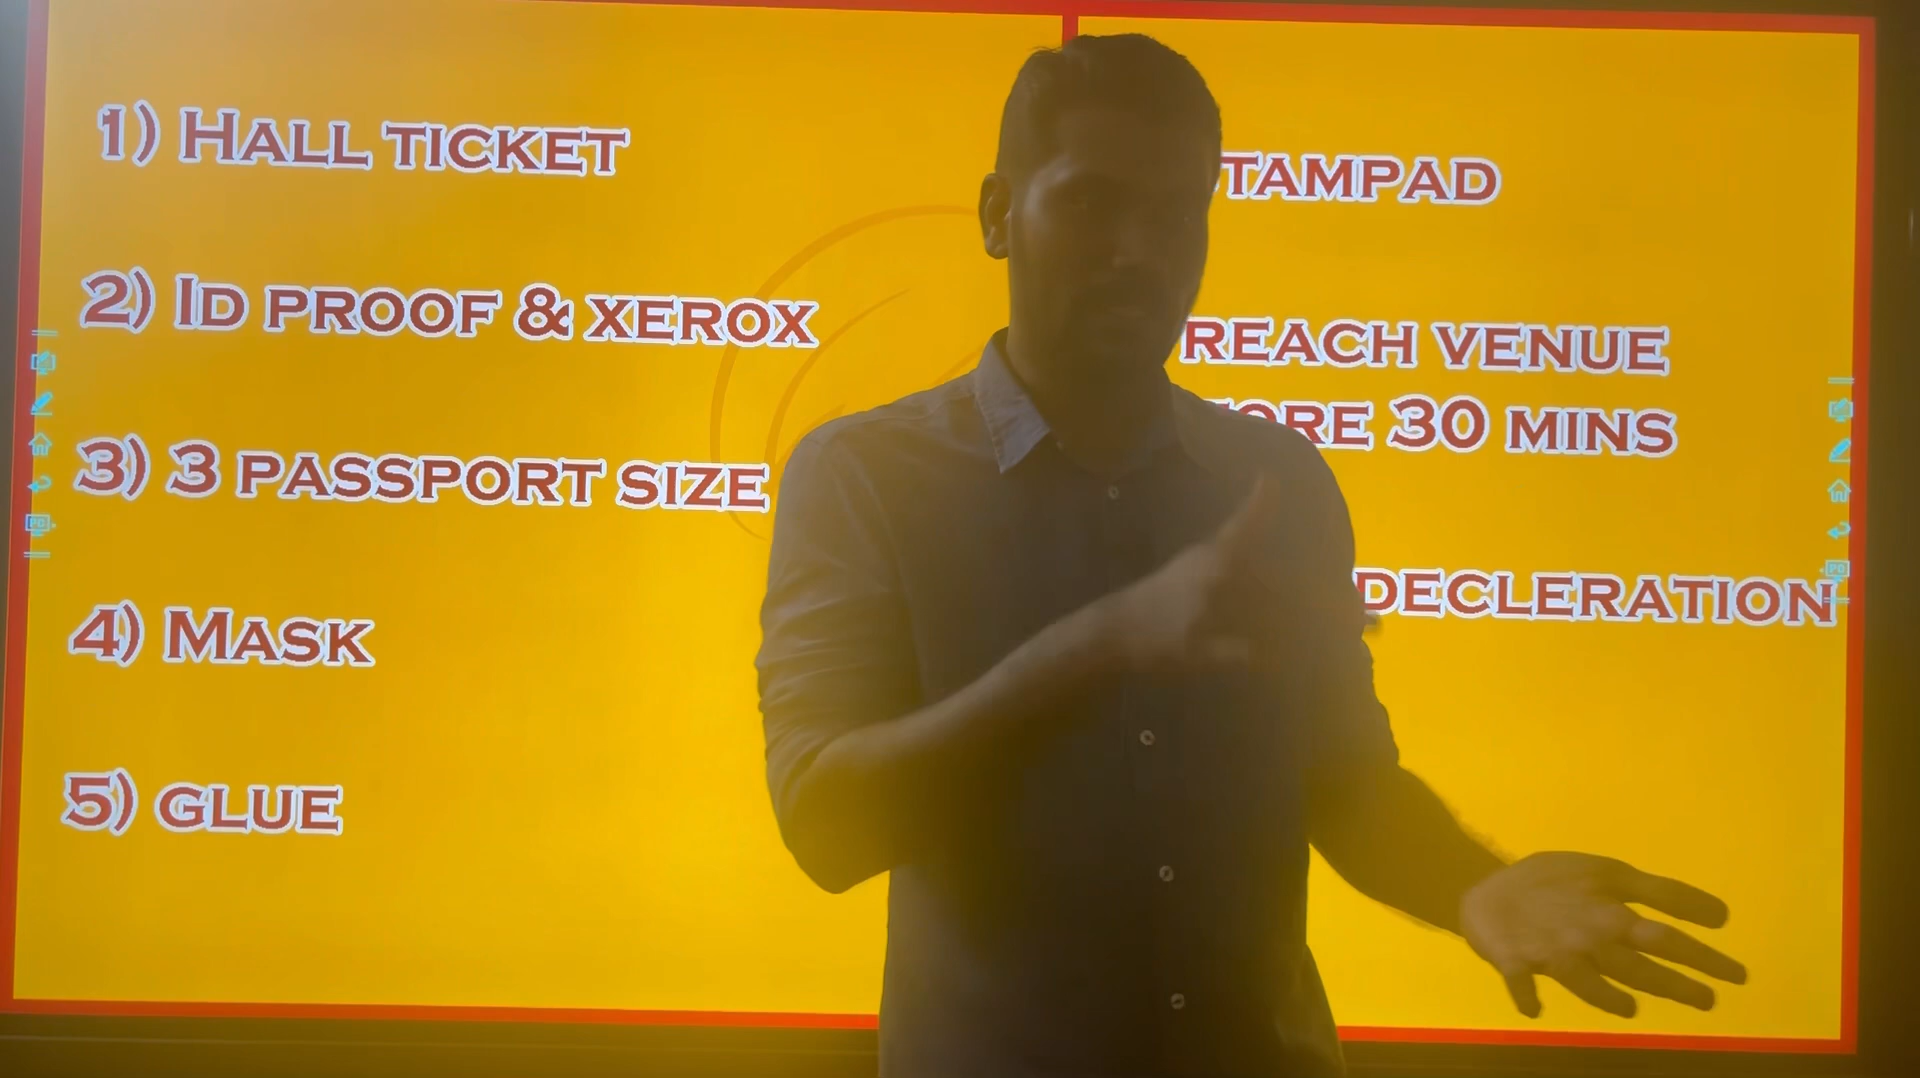 1) HALL TICKET
2) ID PROOF & XEROX
3) 3 PASSPORT SIZE
4) MASK
5) GLUE
TAMPAD
REACH VENUE
ORE 30 MINS
DECLERATION